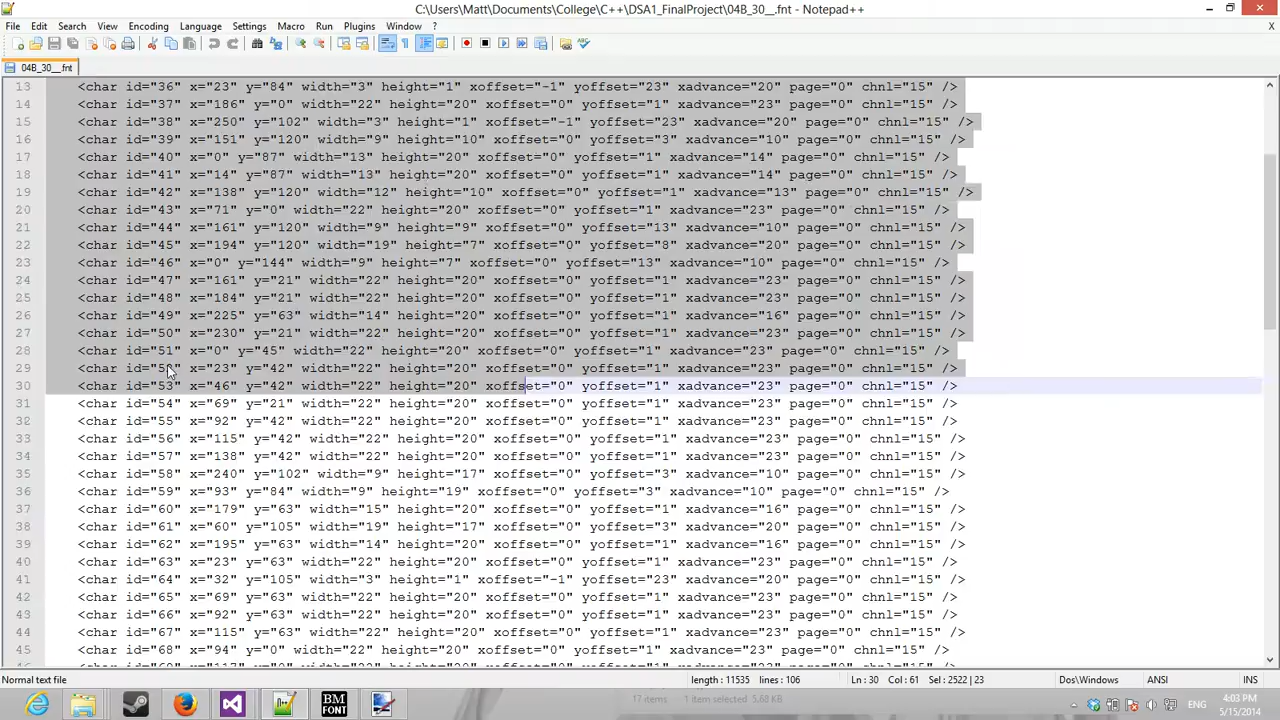 C:\Users\Matt\Documents\College\C++\DSA1_FinalProject\04B_30__.fnt - Notepad++
File Edit Search View Encoding Language Settings Macro Run Plugins Window ? X
04B_30__.fnt
13 <char id="36" x="23" y="84" width="3" height="1" xoffset="-1" yoffset="23" xadvance="20" page="0" chnl="15" />
14 <char id="37" x="186" y="0" width="22" height="20" xoffset="0" yoffset="1" xadvance="23" page="0" chnl="15" />
15 <char id="38" x="250" y="102" width="3" height="1" xoffset="-1" yoffset="23" xadvance="20" page="0" chnl="15" />
16 <char id="39" x="151" y="120" width="9" height="10" xoffset="0" yoffset="3" xadvance="10" page="0" chnl="15" />
17 <char id="40" x="0" y="87" width="13" height="20" xoffset="0" yoffset="1" xadvance="14" page="0" chnl="15" />
18 <char id="41" x="14" y="87" width="13" height="20" xoffset="0" yoffset="1" xadvance="14" page="0" chnl="15" />
19 <char id="42" x="138" y="120" width="12" height="10" xoffset="0" yoffset="1" xadvance="13" page="0" chnl="15" />
20 <char id="43" x="71" y="0" width="22" height="20" xoffset="0" yoffset="1" xadvance="23" page="0" chnl="15" />
21 <char id="44" x="161" y="120" width="9" height="9" xoffset="0" yoffset="13" xadvance="10" page="0" chnl="15" />
22 <char id="45" x="194" y="120" width="19" height="7" xoffset="0" yoffset="8" xadvance="20" page="0" chnl="15" />
23 <char id="46" x="0" y="144" width="9" height="7" xoffset="0" yoffset="13" xadvance="10" page="0" chnl="15" />
24 <char id="47" x="161" y="21" width="22" height="20" xoffset="0" yoffset="1" xadvance="23" page="0" chnl="15" />
25 <char id="48" x="184" y="21" width="22" height="20" xoffset="0" yoffset="1" xadvance="23" page="0" chnl="15" />
26 <char id="49" x="225" y="63" width="14" height="20" xoffset="0" yoffset="1" xadvance="16" page="0" chnl="15" />
27 <char id="50" x="230" y="21" width="22" height="20" xoffset="0" yoffset="1" xadvance="23" page="0" chnl="15" />
28 <char id="51" x="0" y="45" width="22" height="20" xoffset="0" yoffset="1" xadvance="23" page="0" chnl="15" />
29 <char id="52" x="23" y="42" width="22" height="20" xoffset="0" yoffset="1" xadvance="23" page="0" chnl="15" />
30 <char id="53" x="46" y="42" width="22" height="20" xoffset="0" yoffset="1" xadvance="23" page="0" chnl="15" />
31 <char id="54" x="69" y="21" width="22" height="20" xoffset="0" yoffset="1" xadvance="23" page="0" chnl="15" />
32 <char id="55" x="92" y="42" width="22" height="20" xoffset="0" yoffset="1" xadvance="23" page="0" chnl="15" />
33 <char id="56" x="115" y="42" width="22" height="20" xoffset="0" yoffset="1" xadvance="23" page="0" chnl="15" />
34 <char id="57" x="138" y="42" width="22" height="20" xoffset="0" yoffset="1" xadvance="23" page="0" chnl="15" />
35 <char id="58" x="240" y="102" width="9" height="17" xoffset="0" yoffset="3" xadvance="10" page="0" chnl="15" />
36 <char id="59" x="93" y="84" width="9" height="19" xoffset="0" yoffset="3" xadvance="10" page="0" chnl="15" />
37 <char id="60" x="179" y="63" width="15" height="20" xoffset="0" yoffset="1" xadvance="16" page="0" chnl="15" />
38 <char id="61" x="60" y="105" width="19" height="17" xoffset="0" yoffset="3" xadvance="20" page="0" chnl="15" />
39 <char id="62" x="195" y="63" width="14" height="20" xoffset="0" yoffset="1" xadvance="16" page="0" chnl="15" />
40 <char id="63" x="23" y="63" width="22" height="20" xoffset="0" yoffset="1" xadvance="23" page="0" chnl="15" />
41 <char id="64" x="32" y="105" width="3" height="1" xoffset="-1" yoffset="23" xadvance="20" page="0" chnl="15" />
42 <char id="65" x="69" y="63" width="22" height="20" xoffset="0" yoffset="1" xadvance="23" page="0" chnl="15" />
43 <char id="66" x="92" y="63" width="22" height="20" xoffset="0" yoffset="1" xadvance="23" page="0" chnl="15" />
44 <char id="67" x="115" y="63" width="22" height="20" xoffset="0" yoffset="1" xadvance="23" page="0" chnl="15" />
45 <char id="68" x="94" y="0" width="22" height="20" xoffset="0" yoffset="1" xadvance="23" page="0" chnl="15" />
Normal text file length : 11535 lines : 106 Ln : 30 Col : 61 Sel : 2522 | 23 Dos\Windows ANSI INS
17 items 1 item selected 5.68 KB
BM FONT
ENG
4:03 PM
5/15/2014